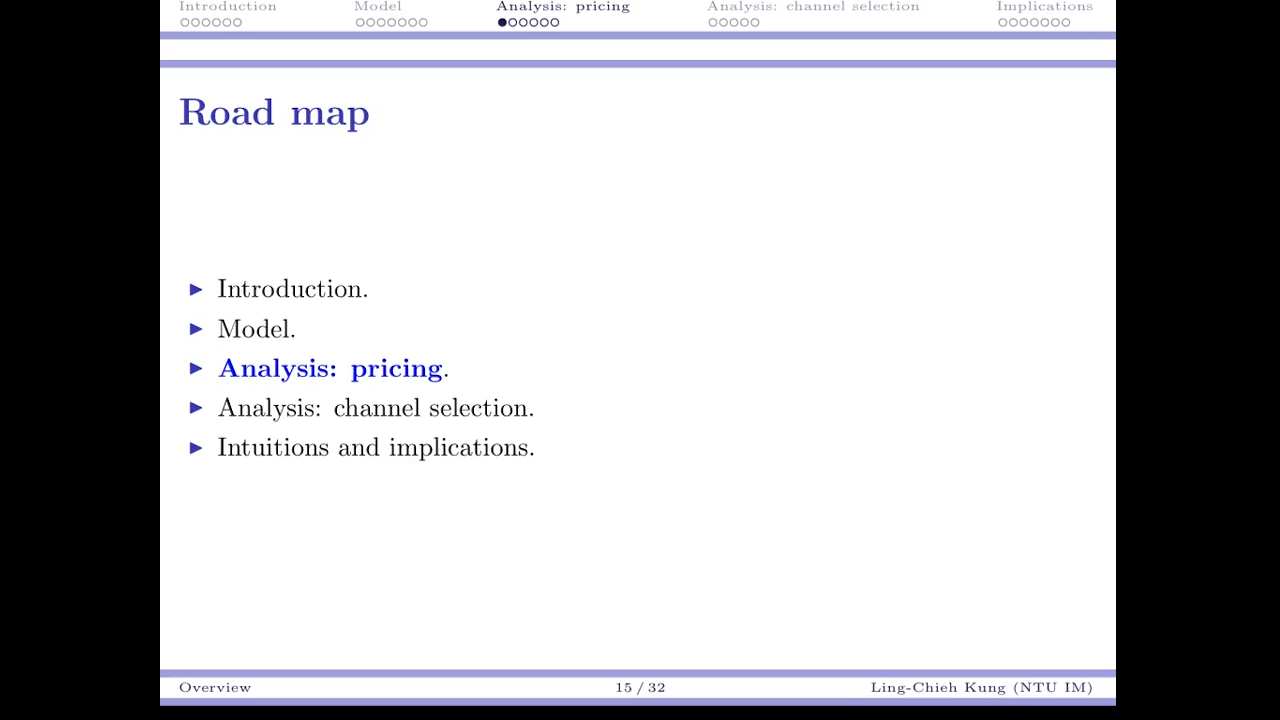 Introduction Model Analysis: pricing Analysis: channel selection Implications
Road map
Introduction.
Model.
Analysis: pricing.
Analysis: channel selection.
Intuitions and implications.
Overview 15 / 32 Ling-Chieh Kung (NTU IM)